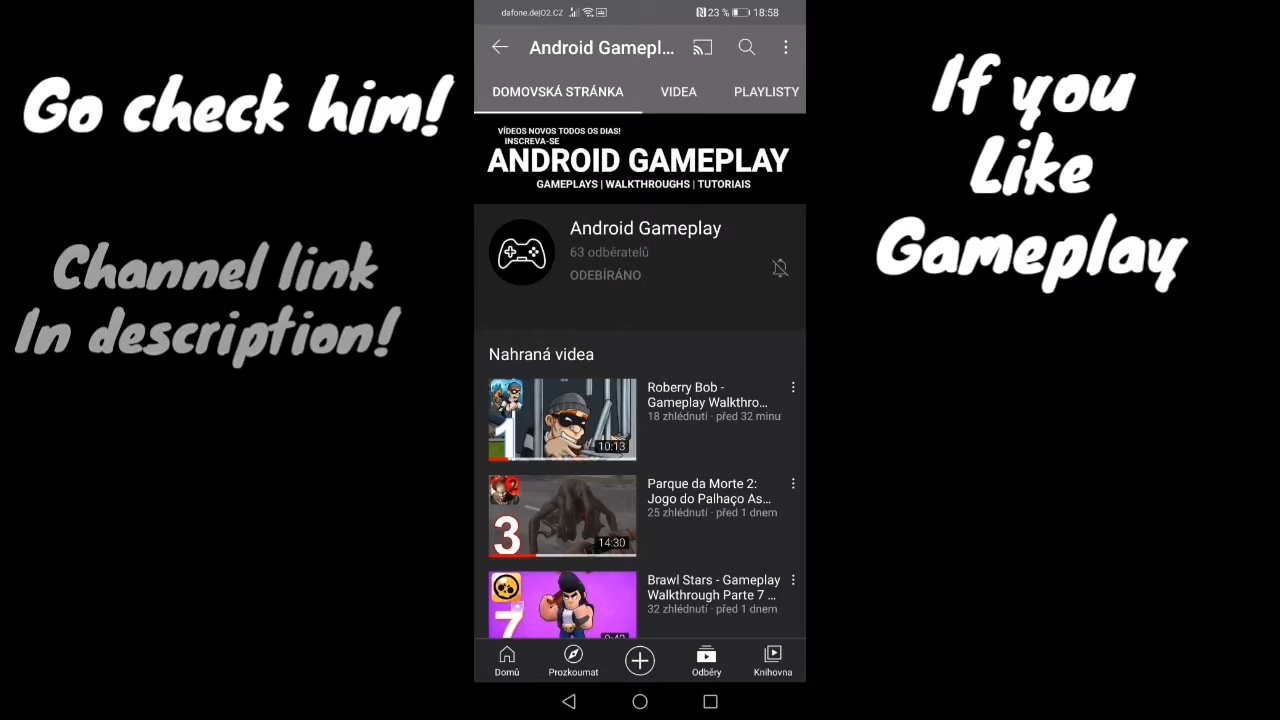 Go check him!
Channel link
In description!
dafone.de|O2.CZ
23 %
18:58
Android Gamepl...
DOMOVSKÁ STRÁNKA
VIDEA
PLAYLISTY
VÍDEOS NOVOS TODOS OS DIAS!
INSCREVA-SE
ANDROID GAMEPLAY
GAMEPLAYS | WALKTHROUGHS | TUTORIAIS
Android Gameplay
63 odběratelů
ODEBÍRÁNO
Nahraná videa
1
10:13
Roberry Bob -
Gameplay Walkthro...
18 zhlédnutí · před 32 minu
3
14:30
Parque da Morte 2:
Jogo do Palhaço As...
25 zhlédnutí · před 1 dnem
7
Brawl Stars - Gameplay
Walkthrough Parte 7 ...
32 zhlédnutí · před 1 dnem
Domů
Prozkoumat
Odběry
Knihovna
If you
Like
Gameplay